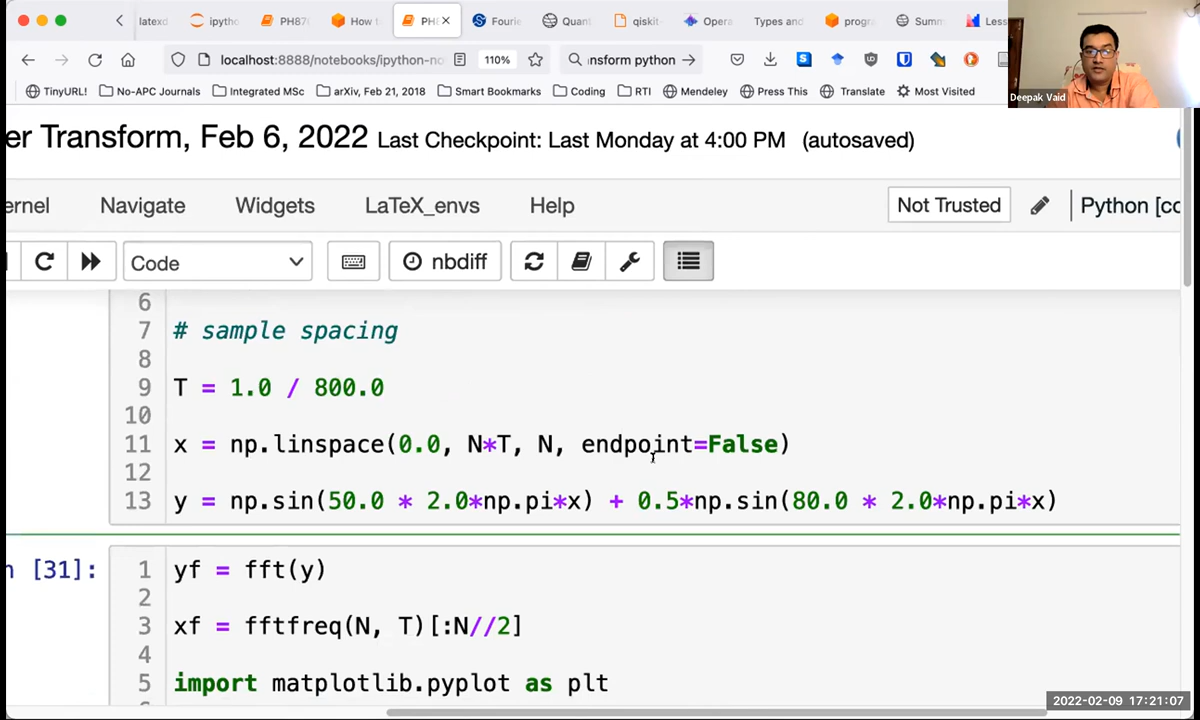 latexd
ipytho
PH87
How t
PH
Fourie
Quan
qiskit-
Opera
Types and
progra
Summ
Less
localhost:8888/notebooks/ipython-no
110%
nsform python
TinyURL!
No-APC Journals
Integrated MSc
arXiv, Feb 21, 2018
Smart Bookmarks
Coding
RTI
Mendeley
Press This
Translate
Most Visited
Deepak Vaid
er Transform, Feb 6, 2022 Last Checkpoint: Last Monday at 4:00 PM (autosaved)
ernel Navigate Widgets LaTeX_envs Help Not Trusted Python [co
Code nbdiff
6
7 # sample spacing
8
9 T = 1.0 / 800.0
10
11 x = np.linspace(0.0, N*T, N, endpoint=False)
12
13 y = np.sin(50.0 * 2.0*np.pi*x) + 0.5*np.sin(80.0 * 2.0*np.pi*x)
n [31]: 1 yf = fft(y)
2
3 xf = fftfreq(N, T)[:N//2]
4
5 import matplotlib.pyplot as plt
2022-02-09 17:21:07